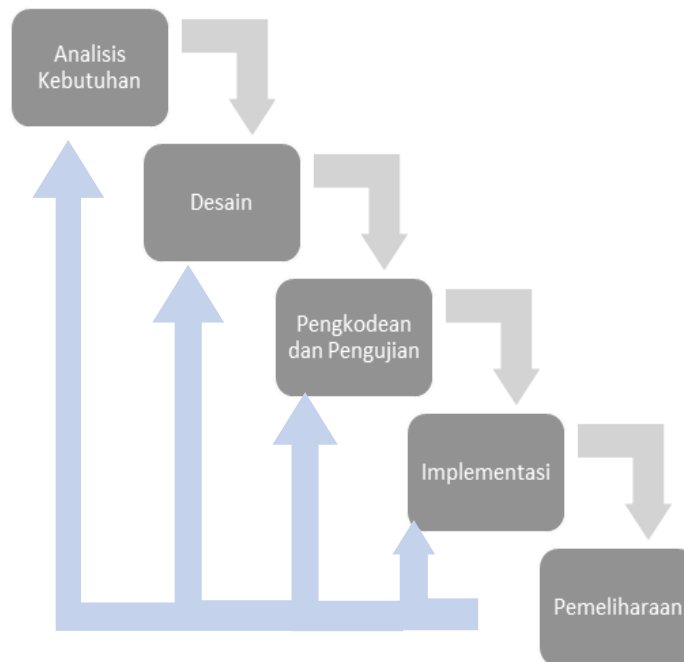 Analisis
Kebutuhan
Desain
Pengkodean
dan Pengujian
Implementasi
Pemeliharaan